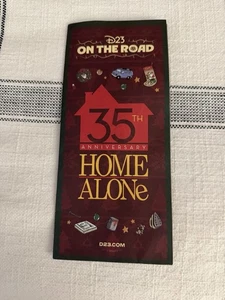 D23
ON THE ROAD
35TH
ANNIVERSARY
HOME
ALONe
D23.COM